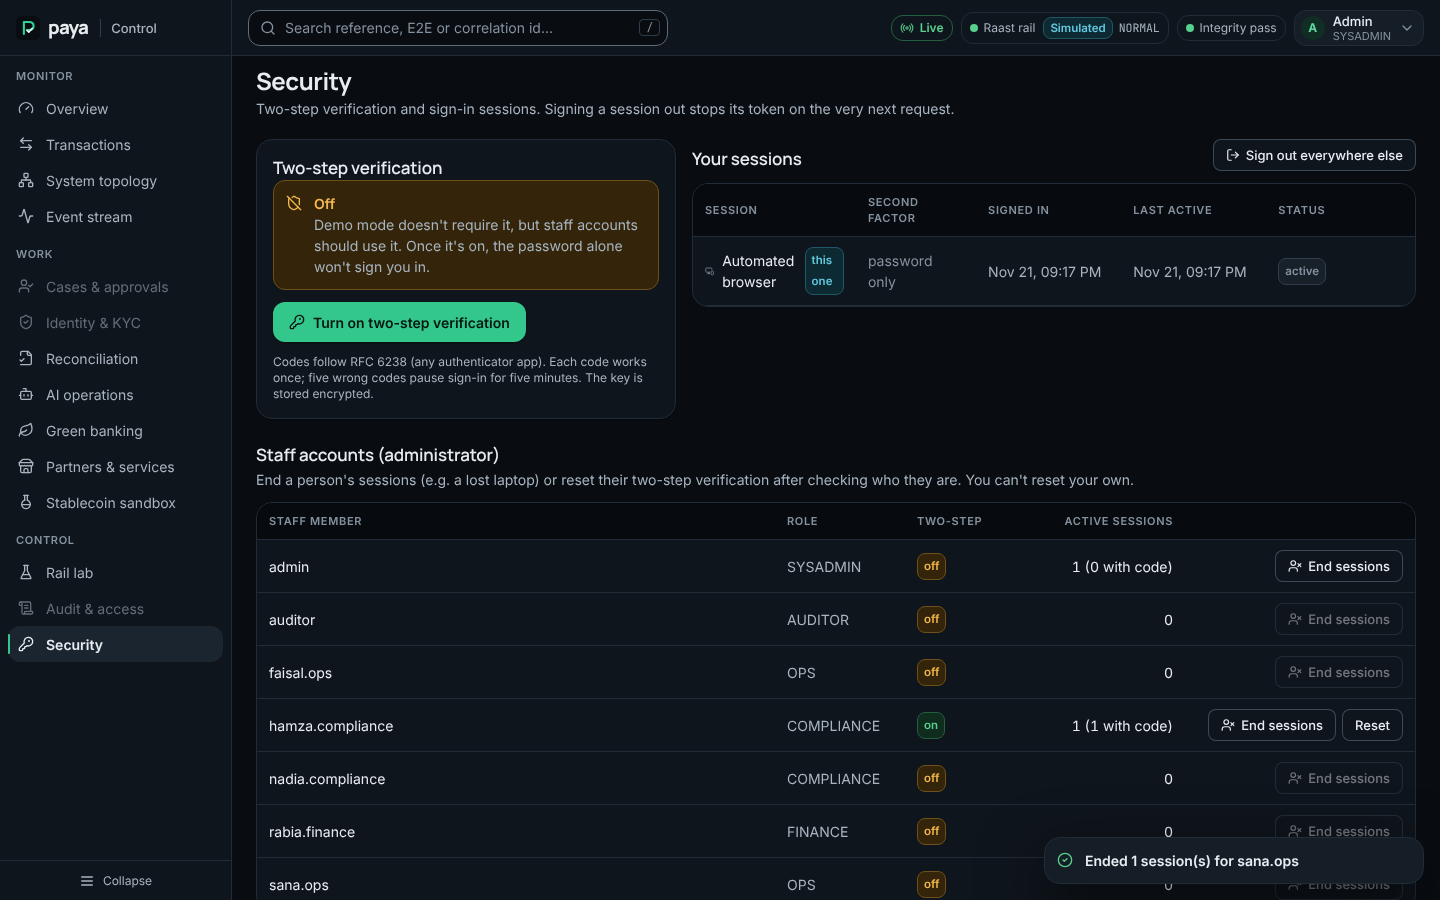 paya
Control
Search reference, E2E or correlation id...
/
Live
Raast rail
Simulated
NORMAL
Integrity pass
A
Admin
SYSADMIN
MONITOR
Overview
Transactions
System topology
Event stream
WORK
Cases & approvals
Identity & KYC
Reconciliation
AI operations
Green banking
Partners & services
Stablecoin sandbox
CONTROL
Rail lab
Audit & access
Security
Collapse
Security
Two-step verification and sign-in sessions. Signing a session out stops its token on the very next request.
Two-step verification
Off
Demo mode doesn't require it, but staff accounts
should use it. Once it's on, the password alone
won't sign you in.
Turn on two-step verification
Codes follow RFC 6238 (any authenticator app). Each code works
once; five wrong codes pause sign-in for five minutes. The key is
stored encrypted.
Your sessions
Sign out everywhere else
SESSION
SECOND
FACTOR
SIGNED IN
LAST ACTIVE
STATUS
Automated
browser
this
one
password
only
Nov 21, 09:17 PM
Nov 21, 09:17 PM
active
Staff accounts (administrator)
End a person's sessions (e.g. a lost laptop) or reset their two-step verification after checking who they are. You can't reset your own.
STAFF MEMBER ROLE TWO-STEP ACTIVE SESSIONS
admin SYSADMIN off 1 (0 with code) End sessions
auditor AUDITOR off 0 End sessions
faisal.ops OPS off 0 End sessions
hamza.compliance COMPLIANCE on 1 (1 with code) End sessions Reset
nadia.compliance COMPLIANCE off 0 End sessions
rabia.finance FINANCE off 0 End sessions
sana.ops OPS off 0 End sessions
Ended 1 session(s) for sana.ops